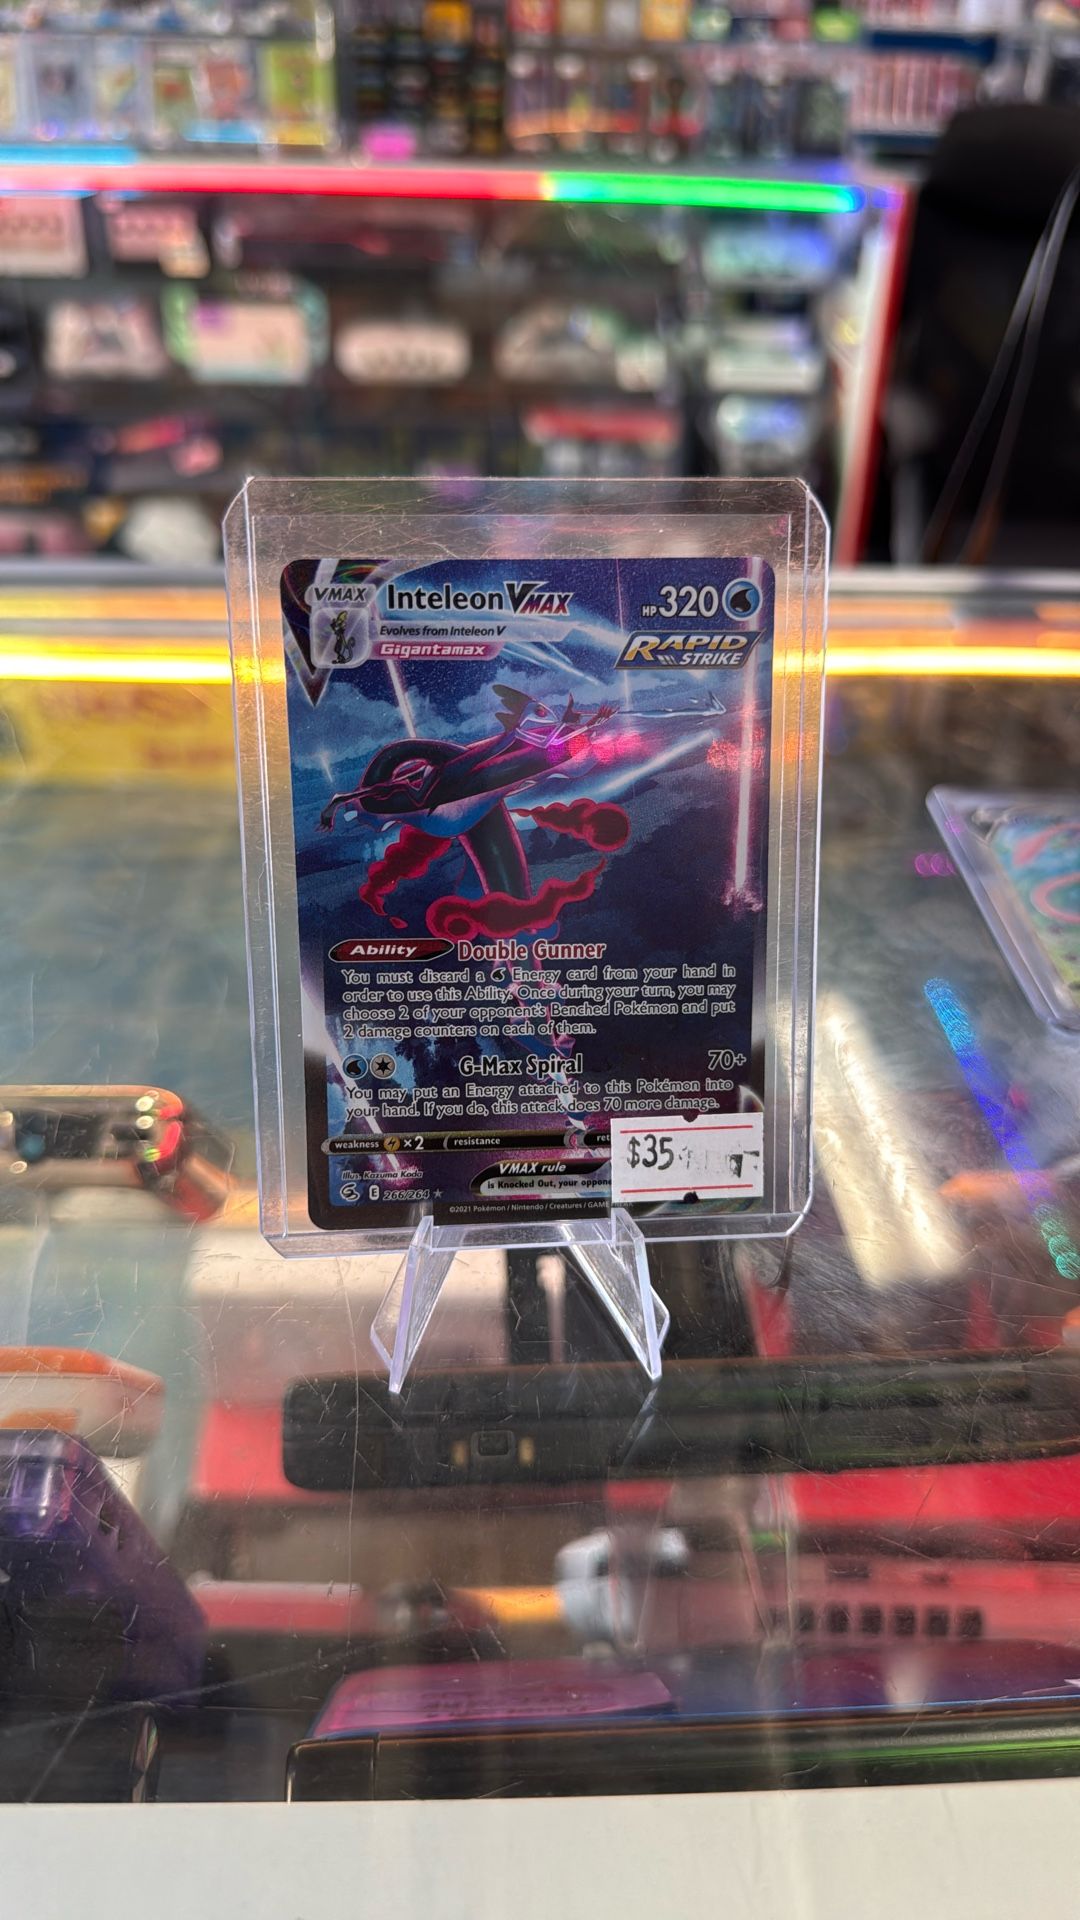 VMAX
Inteleon VMAX
HP 320
Evolves from Inteleon V
Gigantamax
RAPID
STRIKE
Ability Double Gunner
You must discard a Energy card from your hand in
order to use this Ability. Once during your turn, you may
choose 2 of your opponent's Benched Pokémon and put
2 damage counters on each of them.
G-Max Spiral 70+
You may put an Energy attached to this Pokémon into
your hand. If you do, this attack does 70 more damage.
weakness ×2 resistance ret
$35
Illus. Kazuma Koda
VMAX rule
E 266/264 ★
is Knocked Out, your oppone
©2021 Pokémon / Nintendo / Creatures / GAME FREAK